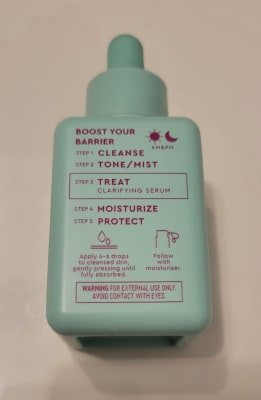 BOOST YOUR
BARRIER
AM&PM
STEP 1 CLEANSE
STEP 2 TONE/MIST
STEP 3 TREAT
CLARIFYING SERUM
STEP 4 MOISTURIZE
STEP 5 PROTECT
Apply 4-6 drops
to cleansed skin,
gently pressing until
fully absorbed.
Follow
with
moisturizer.
WARNING FOR EXTERNAL USE ONLY.
AVOID CONTACT WITH EYES.